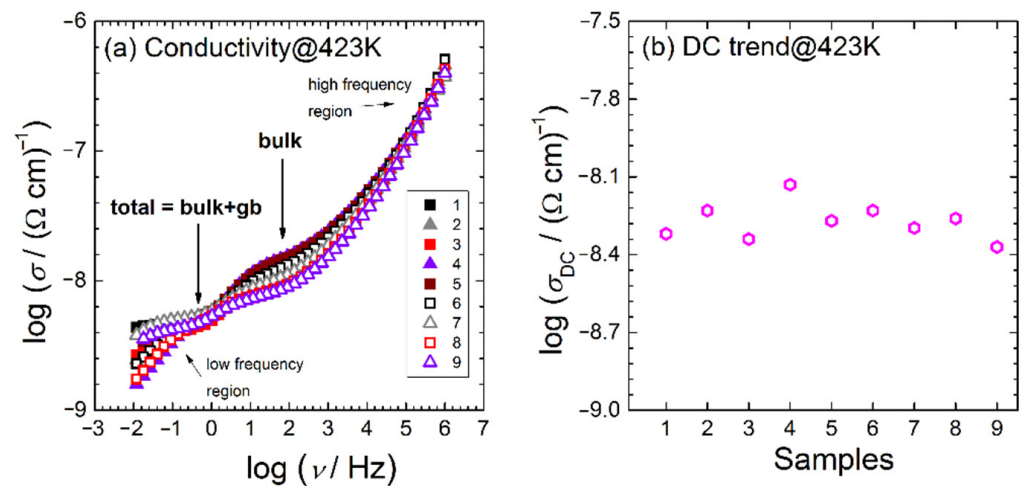 (a) Conductivity@423K
−6
−7
−8
−9
log (σ / (Ω cm)⁻¹
high frequency
region
bulk
total = bulk+gb
low frequency
region
1
2
3
4
5
6
7
8
9
−3 −2 −1 0 1 2 3 4 5 6 7
log (ν / Hz)
(b) DC trend@423K
−7.5
−7.8
−8.1
−8.4
−8.7
−9.0
log (σDC / (Ω cm)⁻¹
1 2 3 4 5 6 7 8 9
Samples